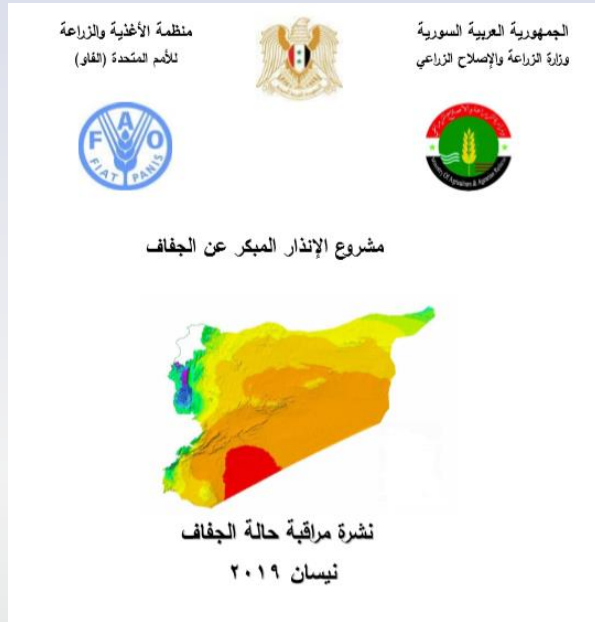 الجمهورية العربية السورية
وزارة الزراعة والإصلاح الزراعي
منظمة الأغذية والزراعة
للأمم المتحدة (الفاو)
F A O
FIAT PANIS
مشروع الإنذار المبكر عن الجفاف
نشرة مراقبة حالة الجفاف
نيسان ٢٠١٩